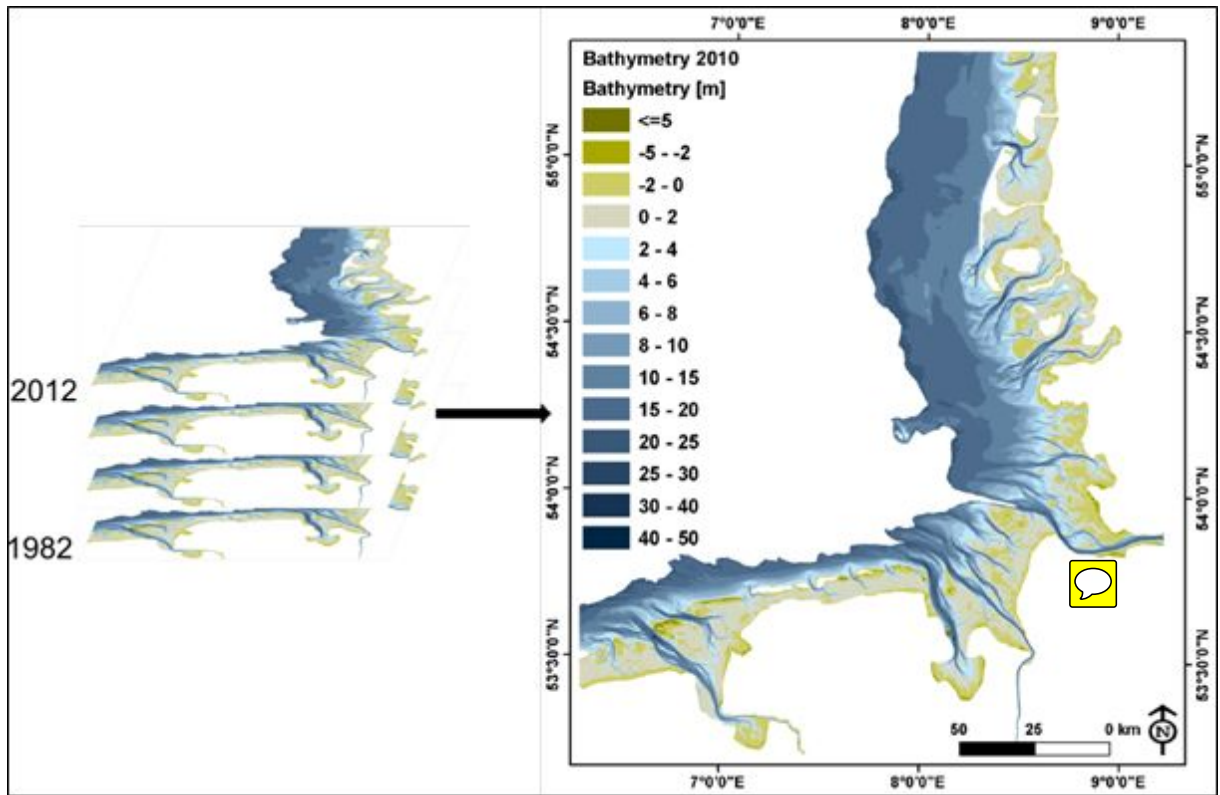 7°0'0"E 8°0'0"E 9°0'0"E
Bathymetry 2010
Bathymetry [m]
<=5
-5 - -2
-2 - 0
0 - 2
2 - 4
4 - 6
6 - 8
8 - 10
10 - 15
15 - 20
20 - 25
25 - 30
30 - 40
40 - 50
2012
1982
55°0'0"N
54°30'0"N
54°0'0"N
53°30'0"N
55°0'0"N
54°30'0"N
54°0'0"N
53°30'0"N
50 25 0 km
N
7°0'0"E 8°0'0"E 9°0'0"E